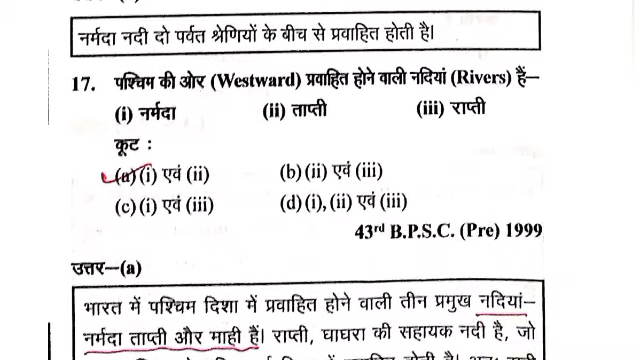 नर्मदा नदी दो पर्वत श्रेणियों के बीच से प्रवाहित होती है।
17. पश्चिम की ओर (Westward) प्रवाहित होने वाली नदियां (Rivers) हैं—
(i) नर्मदा (ii) ताप्ती (iii) राप्ती
कूट :
(a) (i) एवं (ii) (b) (ii) एवं (iii)
(c) (i) एवं (iii) (d) (i), (ii) एवं (iii)
43rd B.P.S.C. (Pre) 1999
उत्तर—(a)
भारत में पश्चिम दिशा में प्रवाहित होने वाली तीन प्रमुख नदियां—
नर्मदा ताप्ती और माही हैं। राप्ती, घाघरा की सहायक नदी है, जो